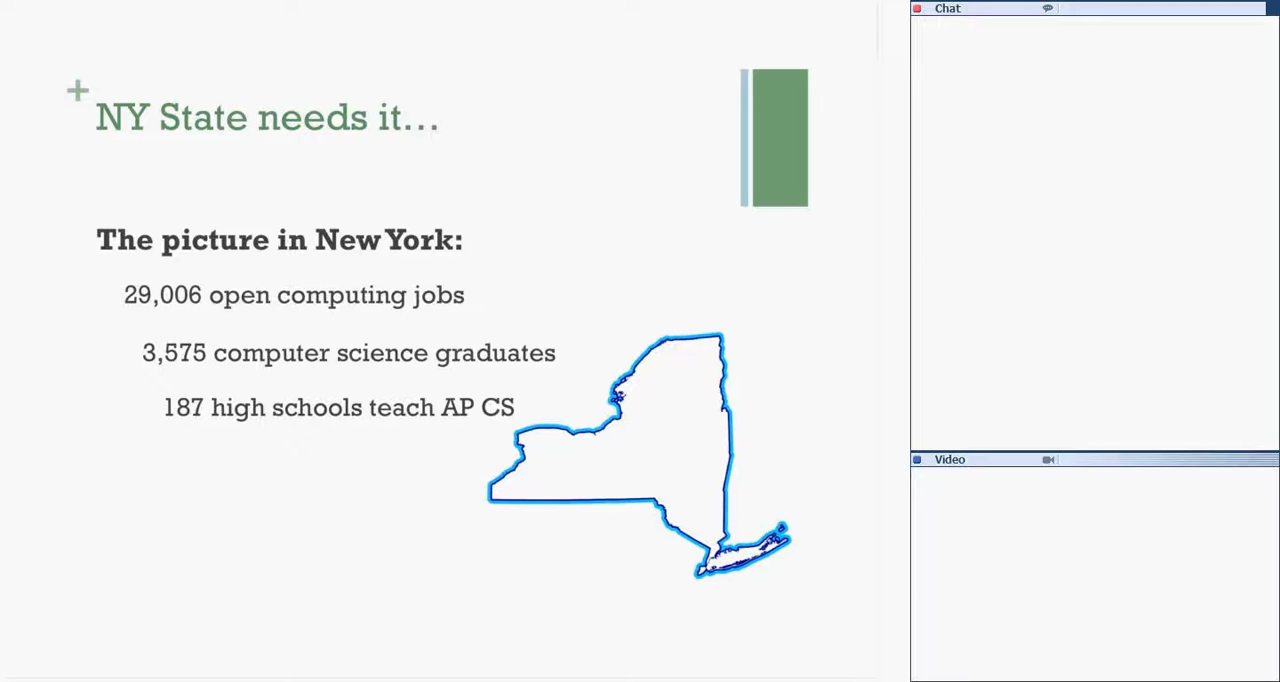 +
NY State needs it...
The picture in New York:
29,006 open computing jobs
3,575 computer science graduates
187 high schools teach AP CS
Chat
Video